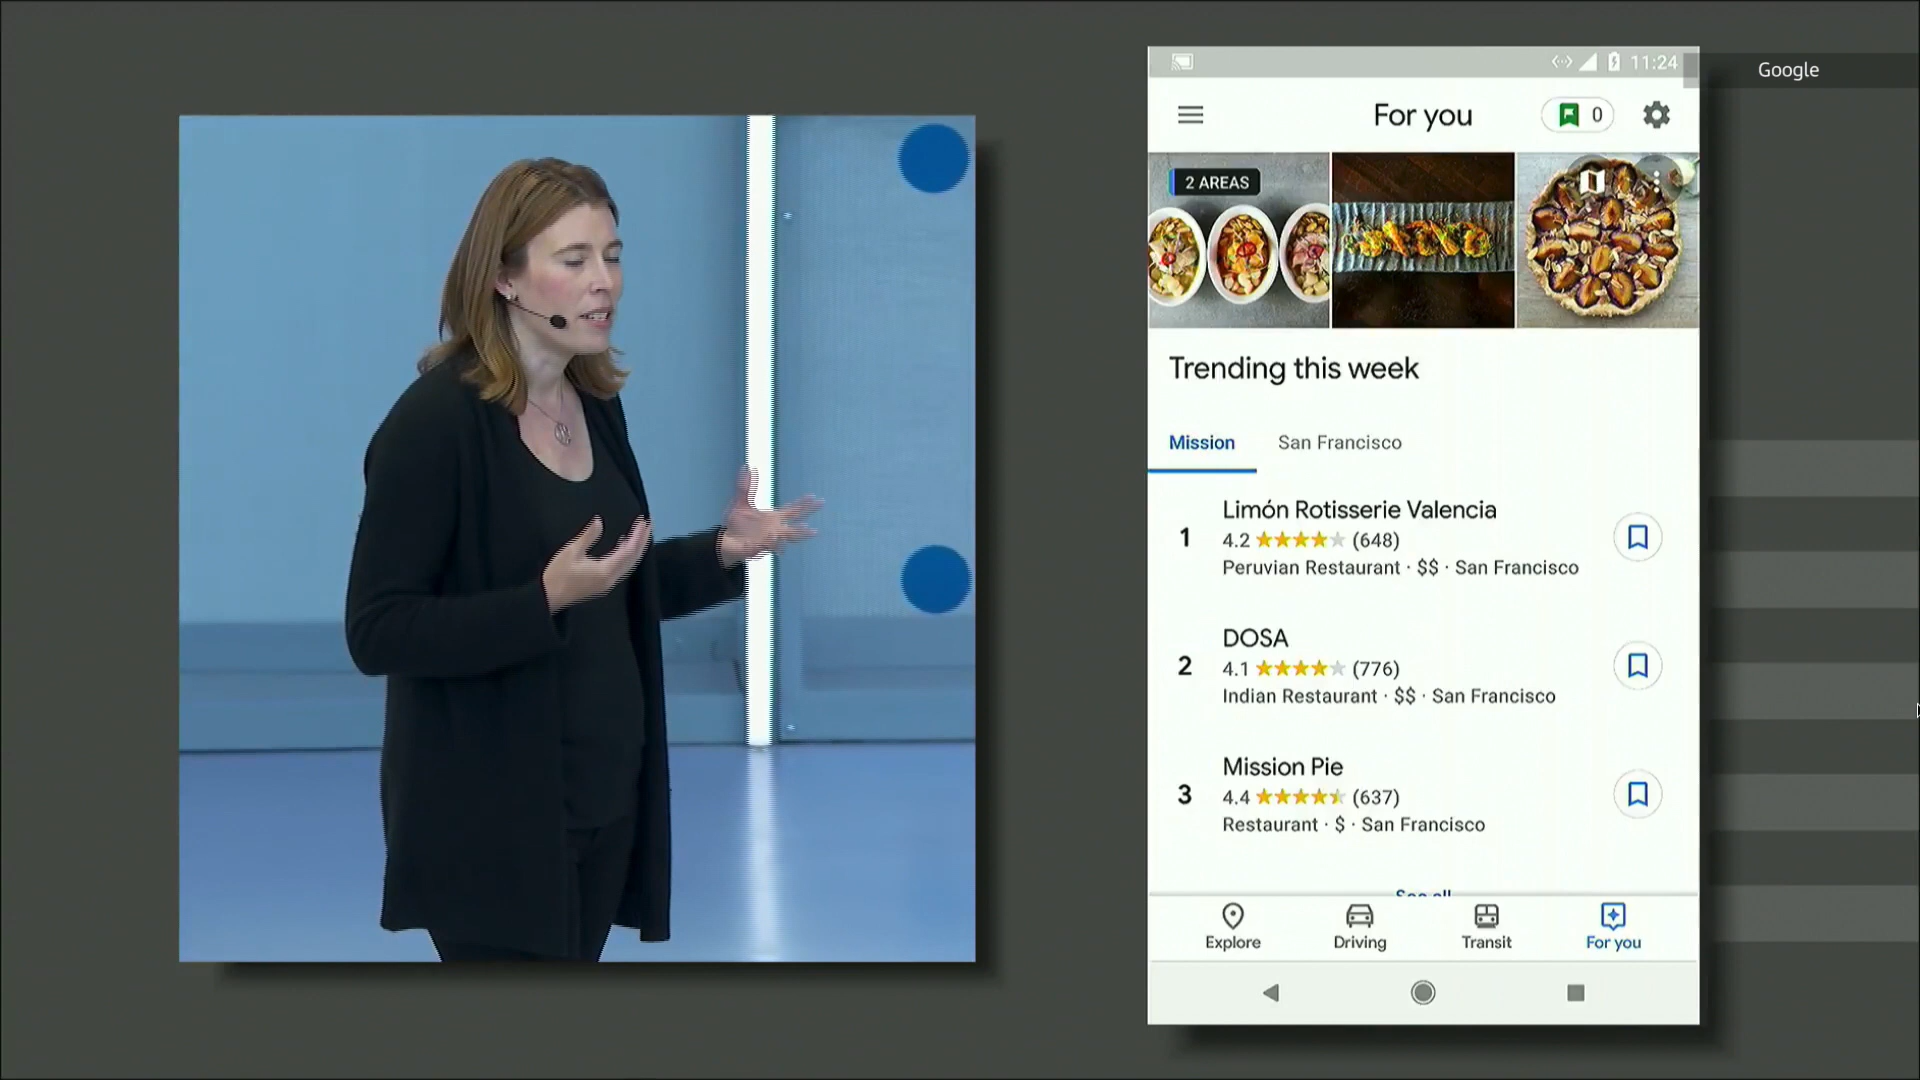 11:24
Google
For you
0
2 AREAS
Trending this week
Mission
San Francisco
1
Limón Rotisserie Valencia
4.2 (648)
Peruvian Restaurant · $$ · San Francisco
2
DOSA
4.1 (776)
Indian Restaurant · $$ · San Francisco
3
Mission Pie
4.4 (637)
Restaurant · $ · San Francisco
See all
Explore
Driving
Transit
For you